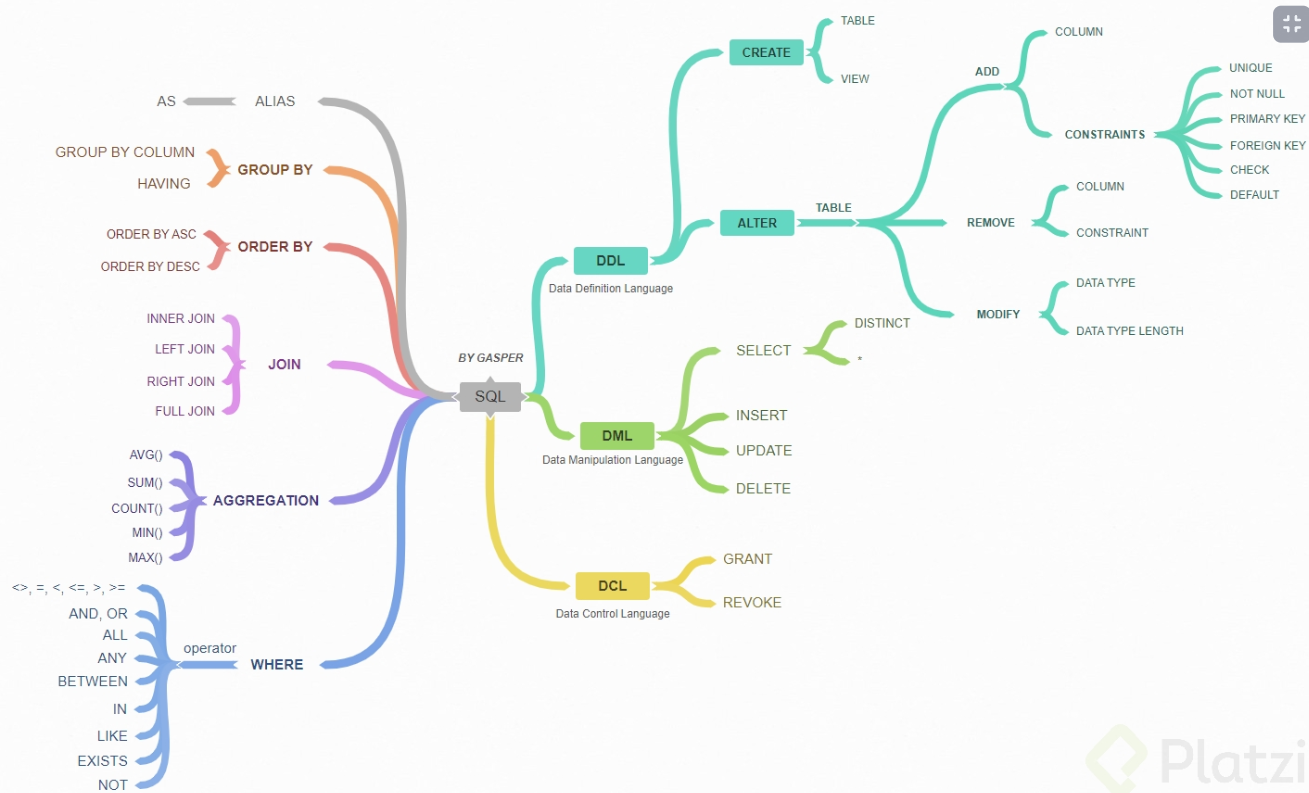 AS
ALIAS
GROUP BY COLUMN
HAVING
GROUP BY
ORDER BY ASC
ORDER BY DESC
ORDER BY
INNER JOIN
LEFT JOIN
RIGHT JOIN
FULL JOIN
JOIN
AVG()
SUM()
COUNT()
MIN()
MAX()
AGGREGATION
<>, =, <, <=, >, >=
AND, OR
ALL
ANY
BETWEEN
IN
LIKE
EXISTS
NOT
operator
WHERE
BY GASPER
SQL
DDL
Data Definition Language
CREATE
TABLE
VIEW
ALTER
TABLE
ADD
COLUMN
CONSTRAINTS
UNIQUE
NOT NULL
PRIMARY KEY
FOREIGN KEY
CHECK
DEFAULT
REMOVE
COLUMN
CONSTRAINT
MODIFY
DATA TYPE
DATA TYPE LENGTH
DML
Data Manipulation Language
SELECT
DISTINCT
*
INSERT
UPDATE
DELETE
DCL
Data Control Language
GRANT
REVOKE
Platzi